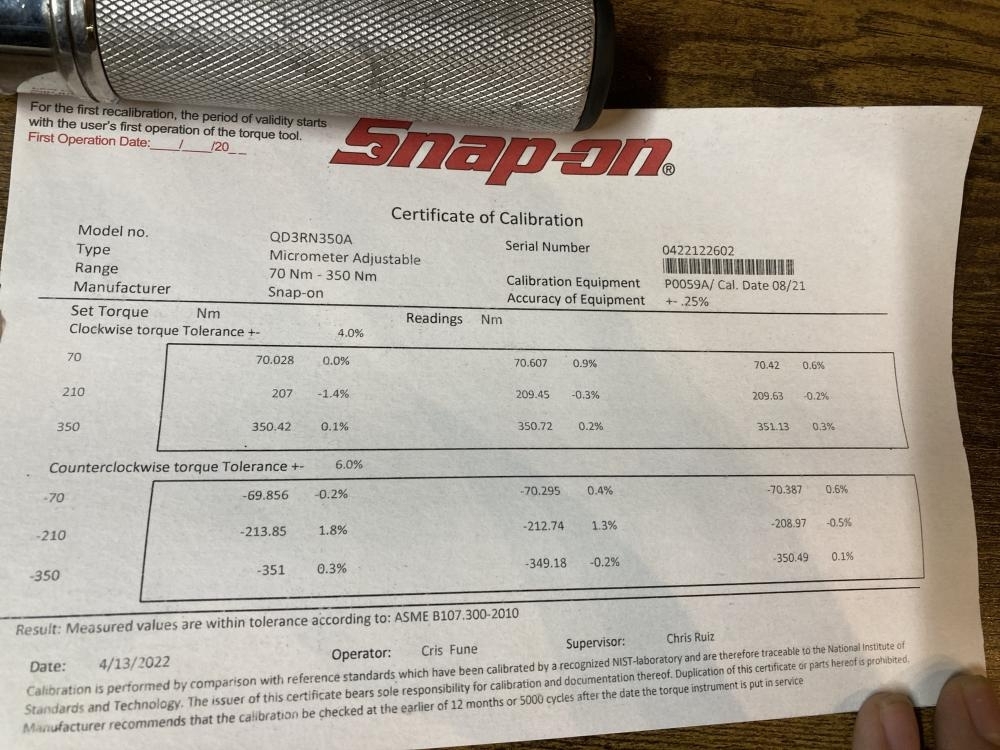 For the first recalibration, the period of validity starts
with the user's first operation of the torque tool.
First Operation Date:___/___/20__
Snap-on®
Certificate of Calibration
Model no. QD3RN350A Serial Number 0422122602
Type Micrometer Adjustable
Range 70 Nm - 350 Nm Calibration Equipment P0059A/ Cal. Date 08/21
Manufacturer Snap-on Accuracy of Equipment +- .25%
Set Torque Nm Readings Nm
Clockwise torque Tolerance +- 4.0%
70 70.028 0.0% 70.607 0.9% 70.42 0.6%
210 207 -1.4% 209.45 -0.3% 209.63 -0.2%
350 350.42 0.1% 350.72 0.2% 351.13 0.3%
Counterclockwise torque Tolerance +- 6.0%
-70 -69.856 -0.2% -70.295 0.4% -70.387 0.6%
-210 -213.85 1.8% -212.74 1.3% -208.97 -0.5%
-350 -351 0.3% -349.18 -0.2% -350.49 0.1%
Result: Measured values are within tolerance according to: ASME B107.300-2010
Date: 4/13/2022 Operator: Cris Fune Supervisor: Chris Ruiz
Calibration is performed by comparison with reference standards which have been calibrated by a recognized NIST-laboratory and are therefore traceable to the National Institute of
Standards and Technology. The issuer of this certificate bears sole responsibility for calibration and documentation thereof. Duplication of this certificate or parts hereof is prohibited.
Manufacturer recommends that the calibration be checked at the earlier of 12 months or 5000 cycles after the date the torque instrument is put in service